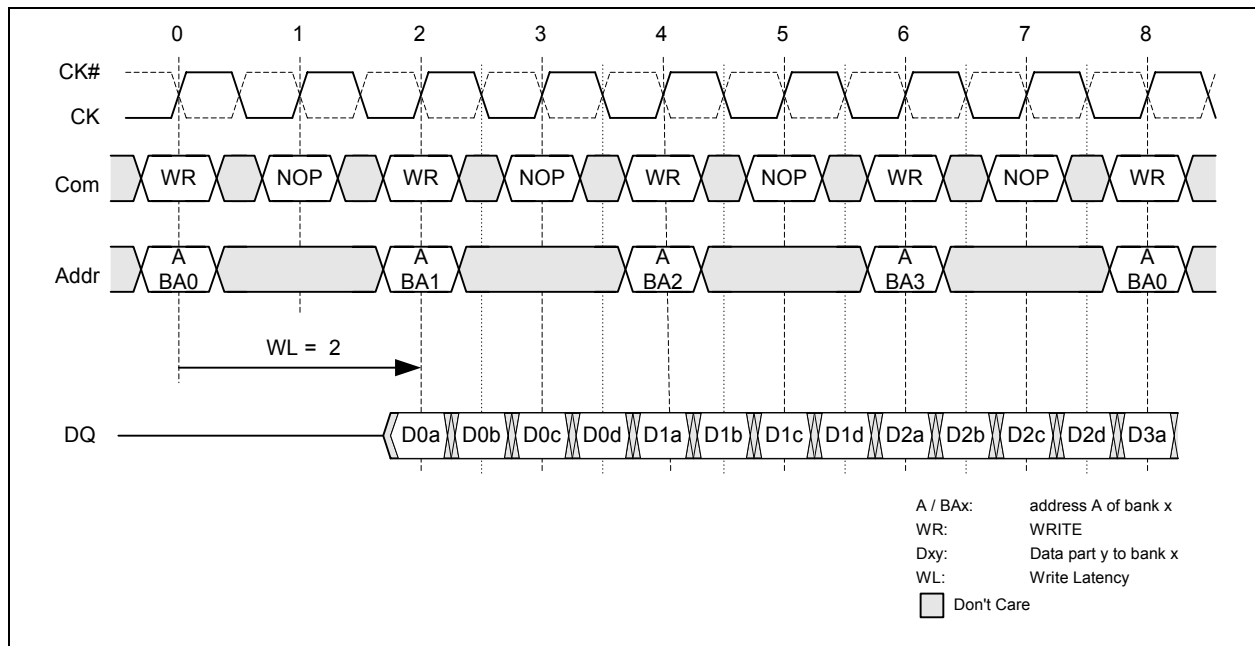 0 1 2 3 4 5 6 7 8
CK#
CK
Com WR NOP WR NOP WR NOP WR NOP WR
A A A A A
Addr BA0 BA1 BA2 BA3 BA0
WL = 2
DQ D0a D0b D0c D0d D1a D1b D1c D1d D2a D2b D2c D2d D3a
A / BAx: address A of bank x
WR: WRITE
Dxy: Data part y to bank x
WL: Write Latency
Don't Care